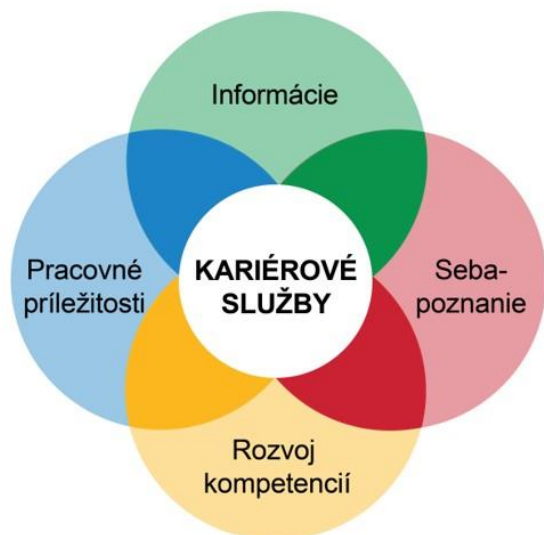 Informácie
Pracovné
príležitosti
KARIÉROVÉ
SLUŽBY
Seba-
poznanie
Rozvoj
kompetencií